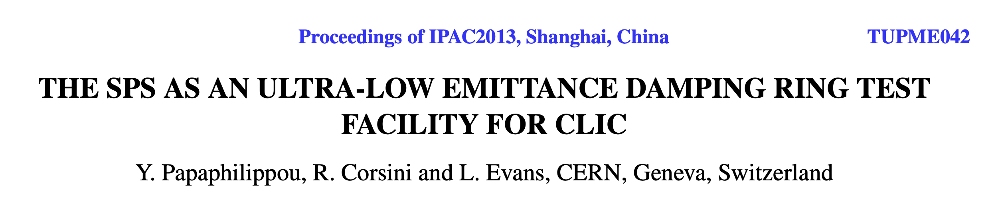 Proceedings of IPAC2013, Shanghai, China TUPME042
THE SPS AS AN ULTRA-LOW EMITTANCE DAMPING RING TEST
FACILITY FOR CLIC
Y. Papaphilippou, R. Corsini and L. Evans, CERN, Geneva, Switzerland